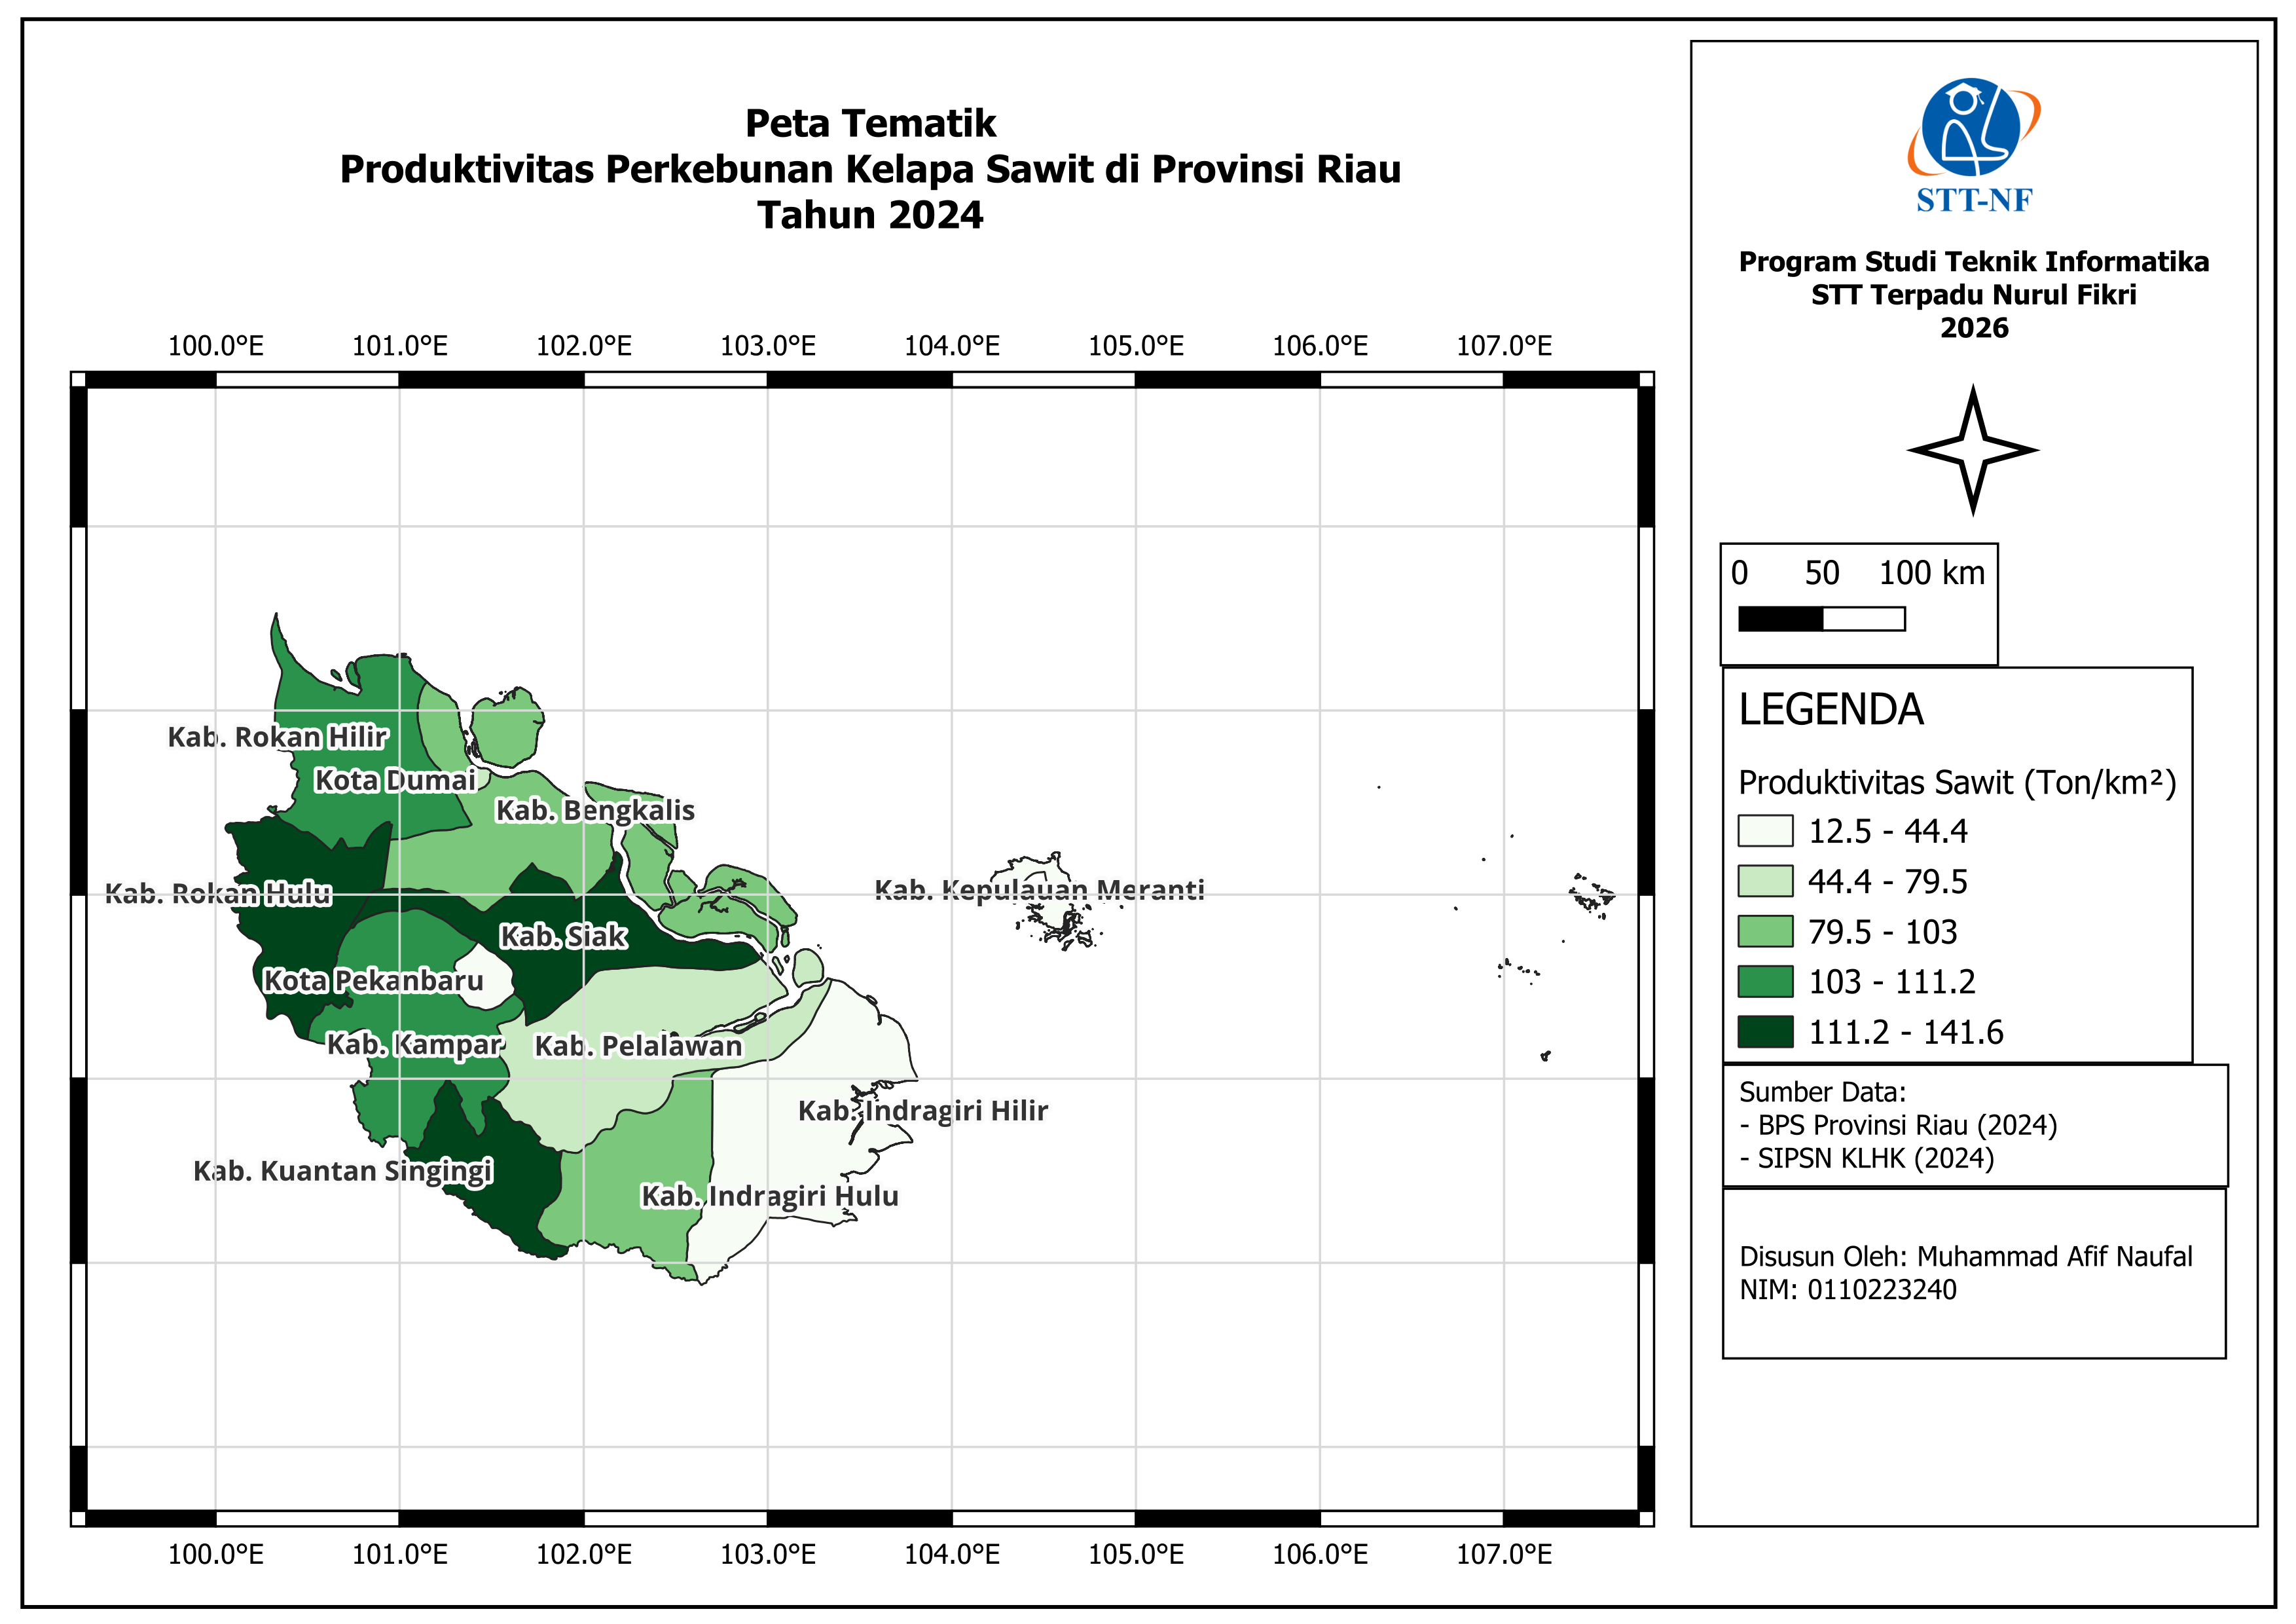 Peta Tematik
Produktivitas Perkebunan Kelapa Sawit di Provinsi Riau
Tahun 2024
100.0°E 101.0°E 102.0°E 103.0°E 104.0°E 105.0°E 106.0°E 107.0°E
Kab. Rokan Hilir
Kota Dumai
Kab. Bengkalis
Kab. Rokan Hulu
Kab. Kepulauan Meranti
Kab. Siak
Kota Pekanbaru
Kab. Kampar
Kab. Pelalawan
Kab. Indragiri Hilir
Kab. Kuantan Singingi
Kab. Indragiri Hulu
100.0°E 101.0°E 102.0°E 103.0°E 104.0°E 105.0°E 106.0°E 107.0°E
STT-NF
Program Studi Teknik Informatika
STT Terpadu Nurul Fikri
2026
0 50 100 km
LEGENDA
Produktivitas Sawit (Ton/km²)
12.5 - 44.4
44.4 - 79.5
79.5 - 103
103 - 111.2
111.2 - 141.6
Sumber Data:
- BPS Provinsi Riau (2024)
- SIPSN KLHK (2024)
Disusun Oleh: Muhammad Afif Naufal
NIM: 0110223240